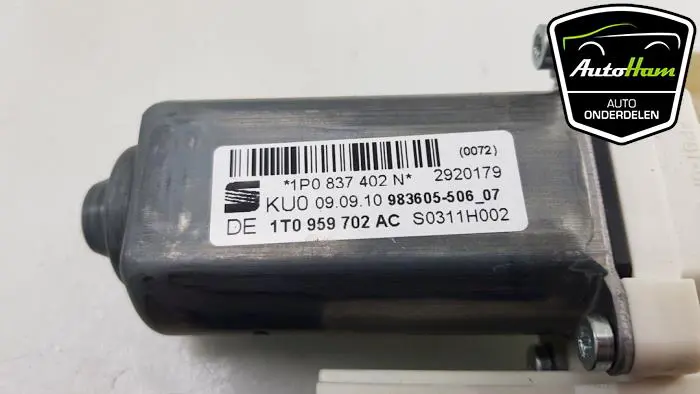 AutoHam
AUTO
ONDERDELEN
(0072)
*1P0 837 402 N* 2920179
KU0 09.09.10 983605-506_07
DE 1T0 959 702 AC S0311H002